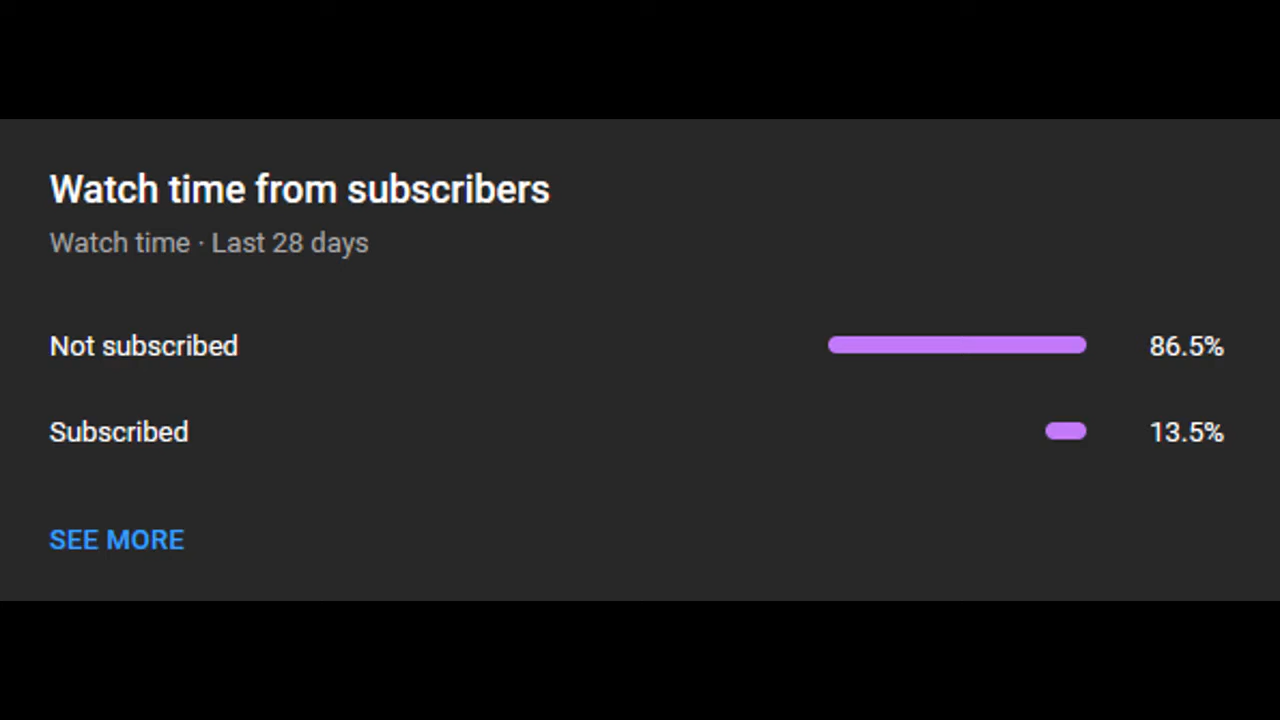 Watch time from subscribers
Watch time · Last 28 days
Not subscribed 86.5%
Subscribed 13.5%
SEE MORE